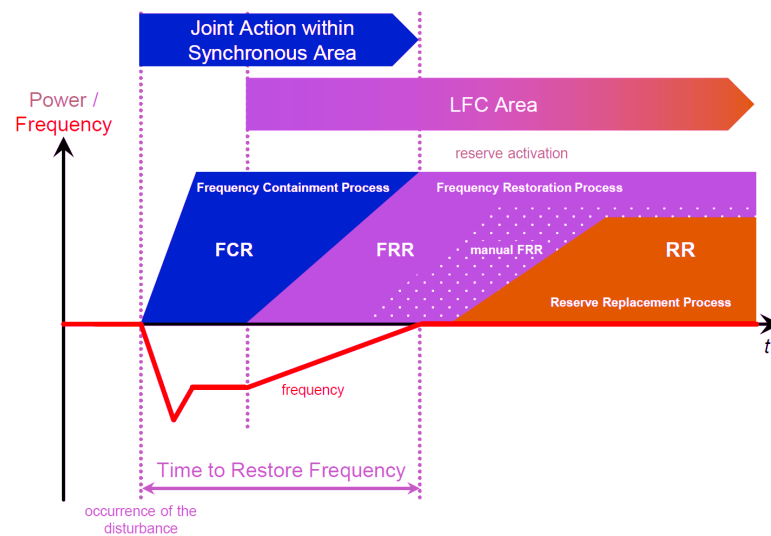 Joint Action within
Synchronous Area
Power /
Frequency
LFC Area
reserve activation
Frequency Containment Process
Frequency Restoration Process
FCR
FRR
manual FRR
RR
Reserve Replacement Process
t
frequency
Time to Restore Frequency
occurrence of the
disturbance